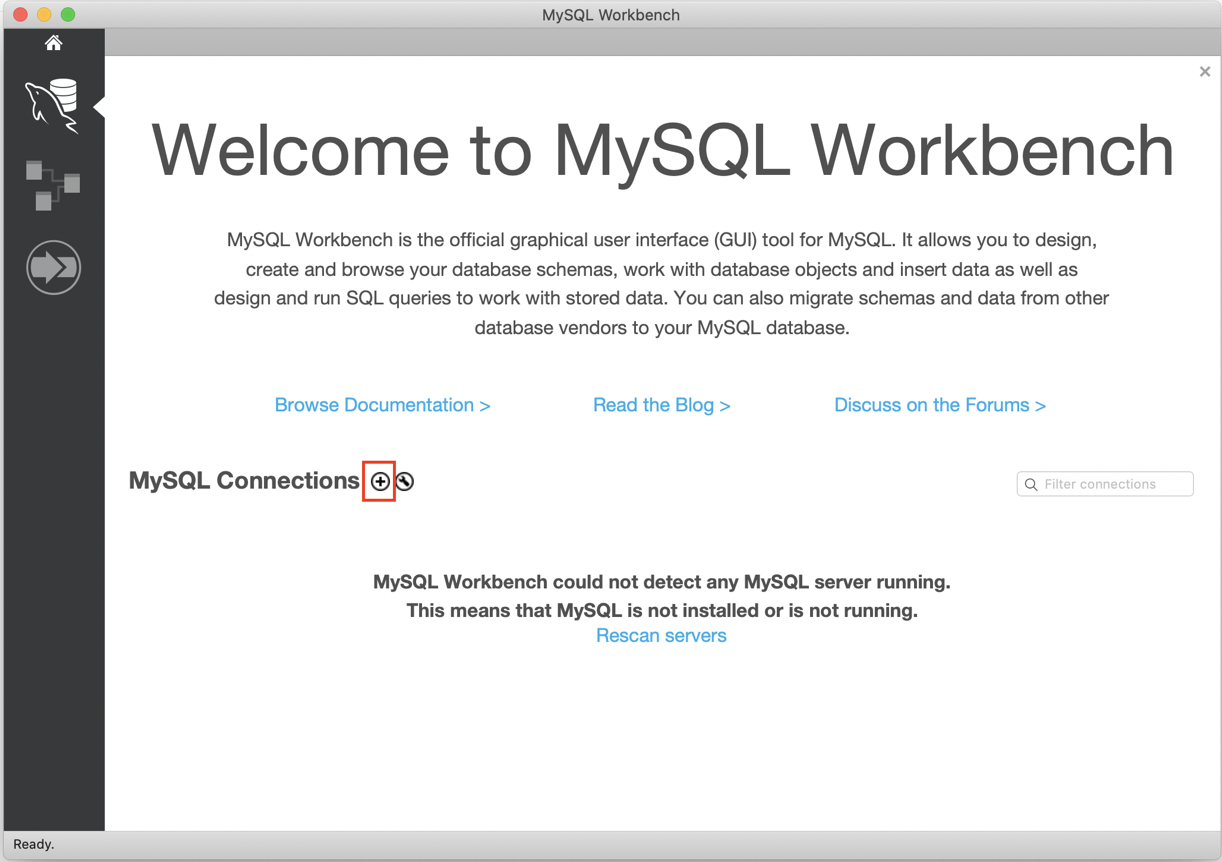 MySQL Workbench
Welcome to MySQL Workbench
MySQL Workbench is the official graphical user interface (GUI) tool for MySQL. It allows you to design,
create and browse your database schemas, work with database objects and insert data as well as
design and run SQL queries to work with stored data. You can also migrate schemas and data from other
database vendors to your MySQL database.
Browse Documentation >
Read the Blog >
Discuss on the Forums >
MySQL Connections
Filter connections
MySQL Workbench could not detect any MySQL server running.
This means that MySQL is not installed or is not running.
Rescan servers
Ready.